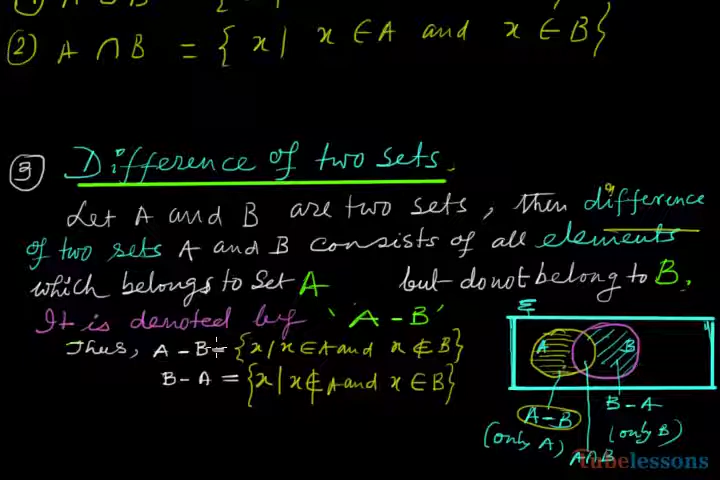 ② A ∩ B = { x | x ∈ A and x ∈ B }
③ Difference of two sets.
Let A and B are two sets, then difference
of two sets A and B consists of all elements
which belongs to set A but do not belong to B.
It is denoted by 'A - B'
Thus, A - B = { x / x ∈ A and x ∉ B }
B - A = { x | x ∉ A and x ∈ B }
ξ
A B
A - B B - A
(only A) (only B)
A ∩ B
Tubelessons